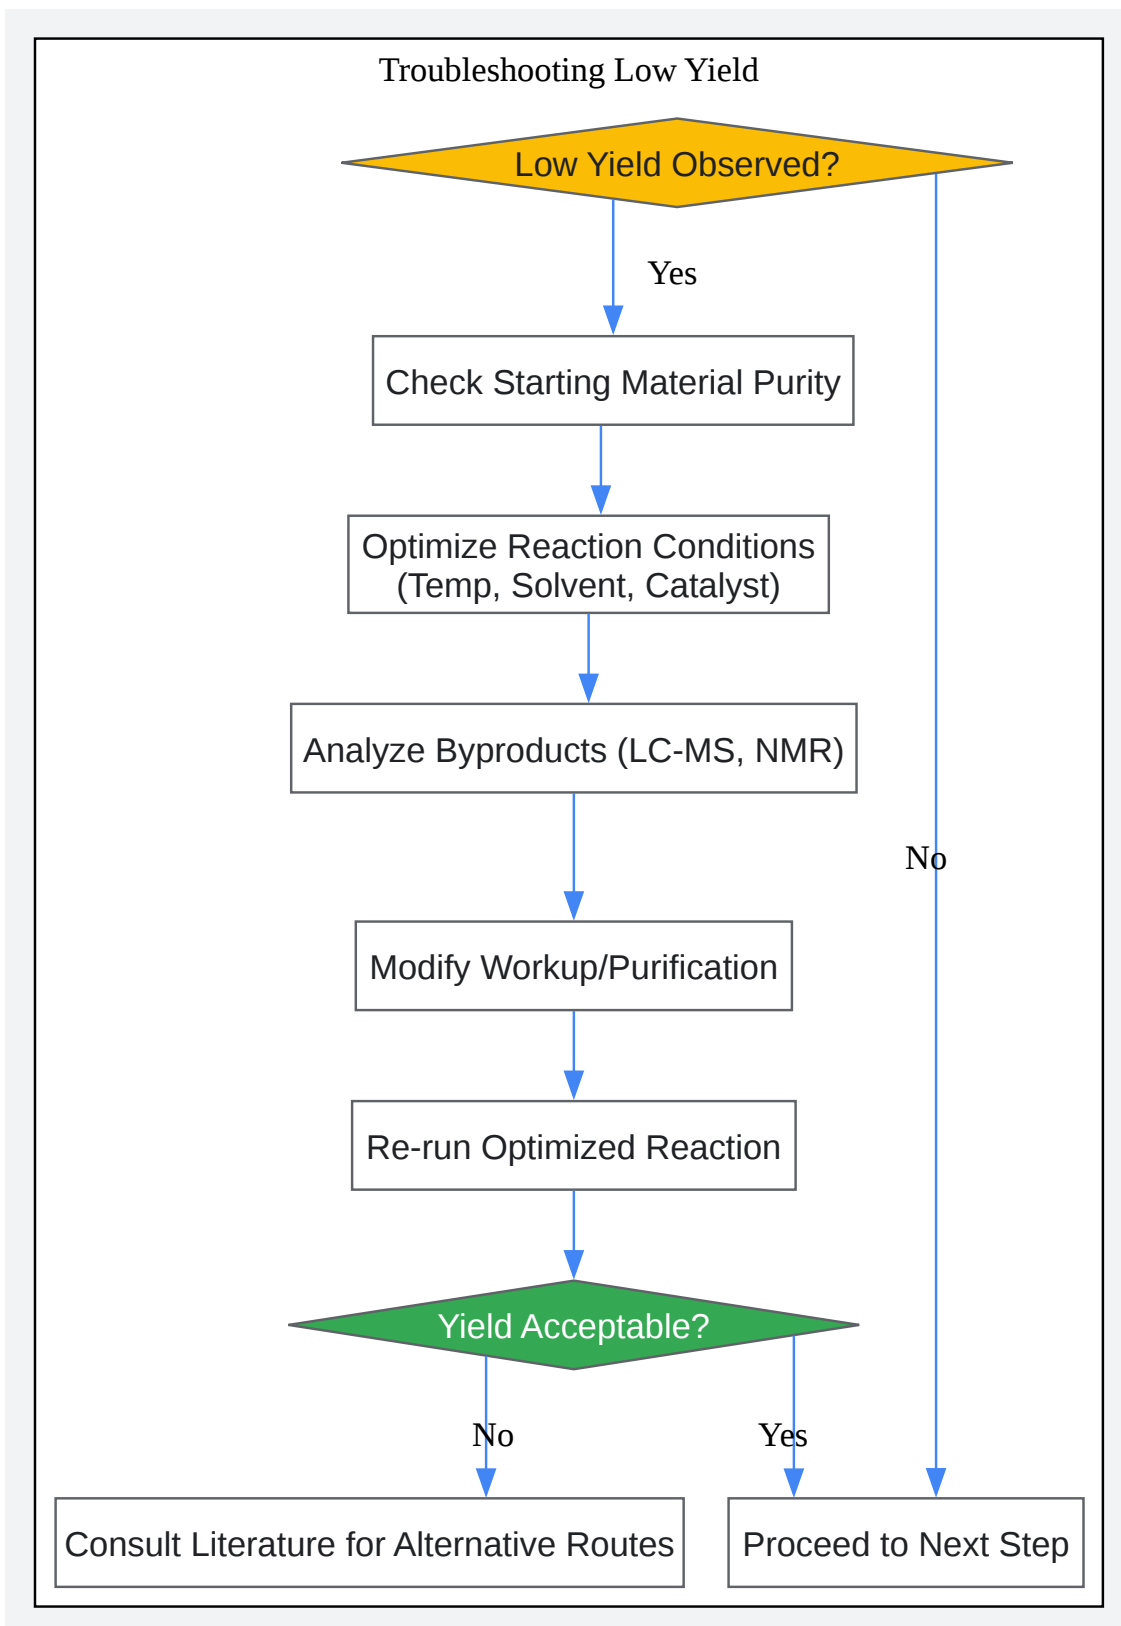 Troubleshooting Low Yield
Low Yield Observed?
Yes
Check Starting Material Purity
Optimize Reaction Conditions
(Temp, Solvent, Catalyst)
Analyze Byproducts (LC-MS, NMR)
No
Modify Workup/Purification
Re-run Optimized Reaction
Yield Acceptable?
No
Yes
Consult Literature for Alternative Routes
Proceed to Next Step